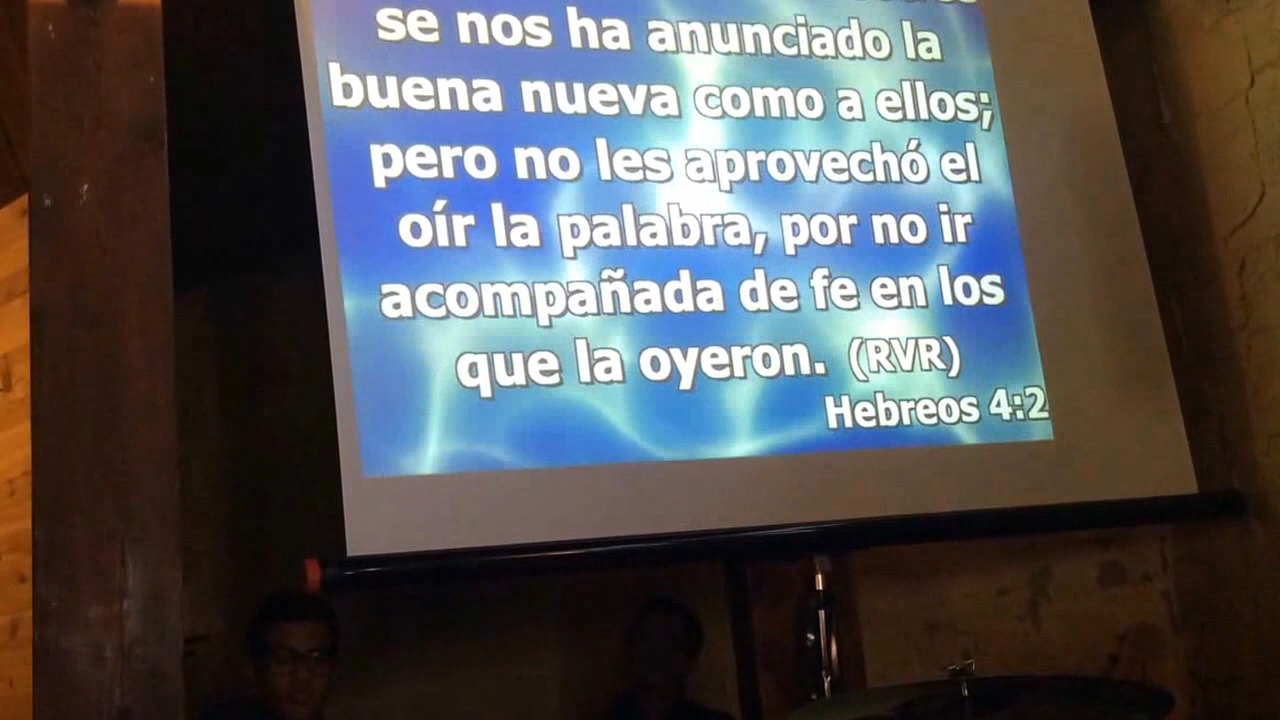 se nos ha anunciado la
buena nueva como a ellos;
pero no les aprovechó el
oír la palabra, por no ir
acompañada de fe en los
que la oyeron. (RVR)
Hebreos 4:2